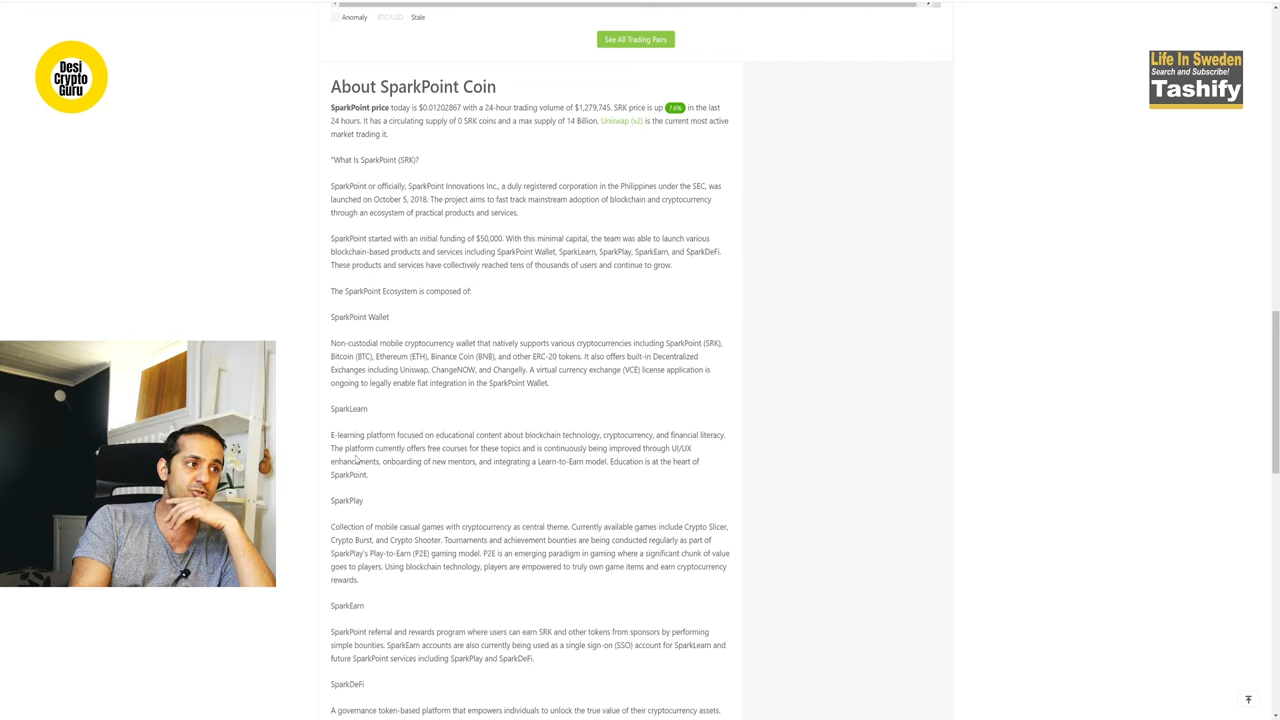 Anomaly BTC/USD Stale
See All Trading Pairs
Desi
Crypto
Guru
Life In Sweden
Search and Subscribe!
Tashify
About SparkPoint Coin
SparkPoint price today is $0.01202867 with a 24-hour trading volume of $1,279,745. SRK price is up 7.6% in the last
24 hours. It has a circulating supply of 0 SRK coins and a max supply of 14 Billion. Uniswap (v2) is the current most active
market trading it.
"What Is SparkPoint (SRK)?
SparkPoint or officially, SparkPoint Innovations Inc., a duly registered corporation in the Philippines under the SEC, was
launched on October 5, 2018. The project aims to fast track mainstream adoption of blockchain and cryptocurrency
through an ecosystem of practical products and services.
SparkPoint started with an initial funding of $50,000. With this minimal capital, the team was able to launch various
blockchain-based products and services including SparkPoint Wallet, SparkLearn, SparkPlay, SparkEarn, and SparkDeFi.
These products and services have collectively reached tens of thousands of users and continue to grow.
The SparkPoint Ecosystem is composed of:
SparkPoint Wallet
Non-custodial mobile cryptocurrency wallet that natively supports various cryptocurrencies including SparkPoint (SRK),
Bitcoin (BTC), Ethereum (ETH), Binance Coin (BNB), and other ERC-20 tokens. It also offers built-in Decentralized
Exchanges including Uniswap, ChangeNOW, and Changelly. A virtual currency exchange (VCE) license application is
ongoing to legally enable fiat integration in the SparkPoint Wallet.
SparkLearn
E-learning platform focused on educational content about blockchain technology, cryptocurrency, and financial literacy.
The platform currently offers free courses for these topics and is continuously being improved through UI/UX
enhancements, onboarding of new mentors, and integrating a Learn-to-Earn model. Education is at the heart of
SparkPoint.
SparkPlay
Collection of mobile casual games with cryptocurrency as central theme. Currently available games include Crypto Slicer,
Crypto Burst, and Crypto Shooter. Tournaments and achievement bounties are being conducted regularly as part of
SparkPlay's Play-to-Earn (P2E) gaming model. P2E is an emerging paradigm in gaming where a significant chunk of value
goes to players. Using blockchain technology, players are empowered to truly own game items and earn cryptocurrency
rewards.
SparkEarn
SparkPoint referral and rewards program where users can earn SRK and other tokens from sponsors by performing
simple bounties. SparkEarn accounts are also currently being used as a single sign-on (SSO) account for SparkLearn and
future SparkPoint services including SparkPlay and SparkDeFi.
SparkDeFi
A governance token-based platform that empowers individuals to unlock the true value of their cryptocurrency assets.